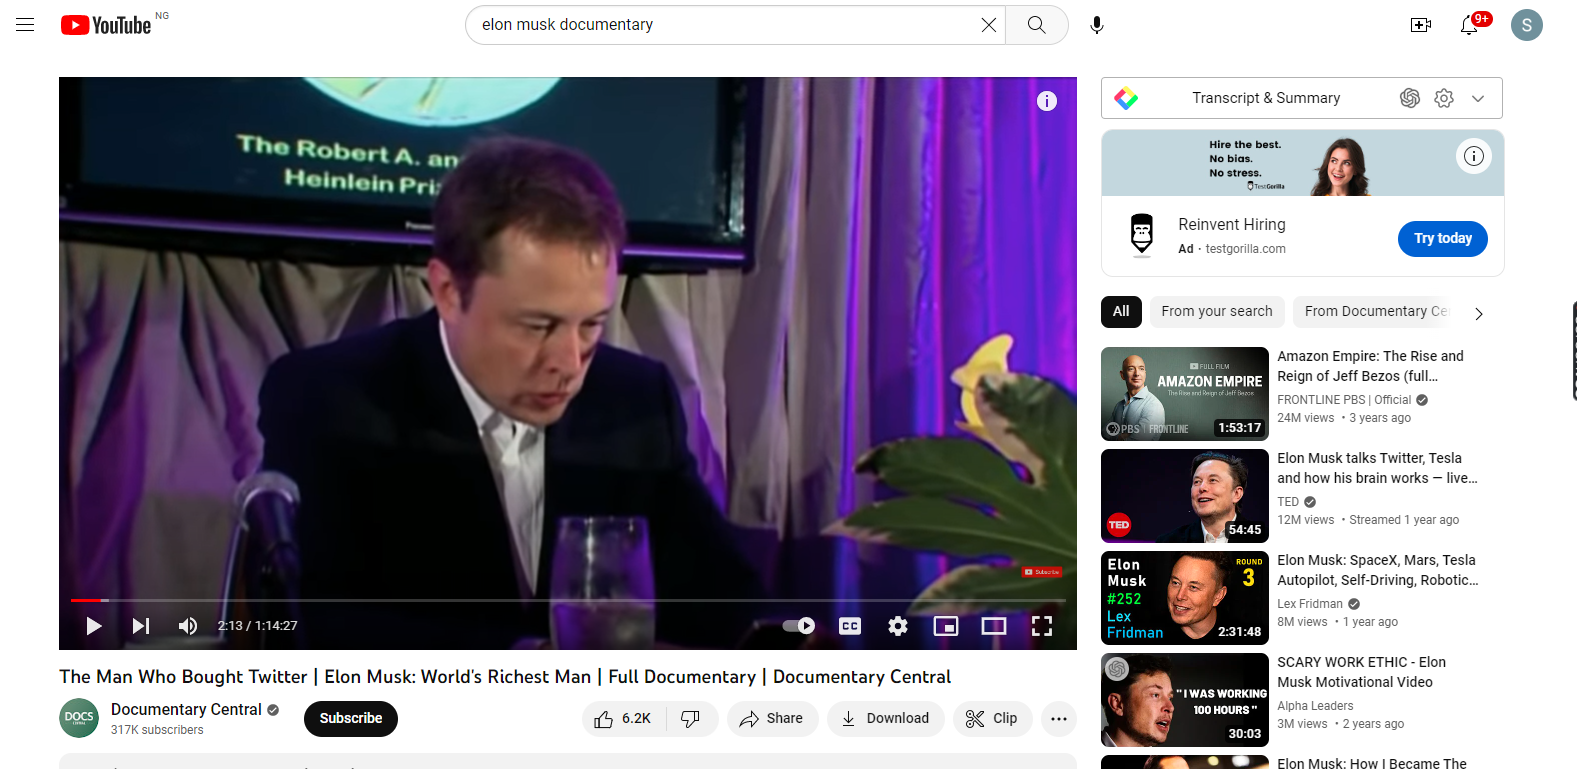 YouTube NG
elon musk documentary
9+
S
The Robert A. an
Heinlein Pri
Subscribe
CC
2:13 / 1:14:27
The Man Who Bought Twitter | Elon Musk: World's Richest Man | Full Documentary | Documentary Central
DOCS
CENTRAL
Documentary Central
317K subscribers
Subscribe
6.2K
Share
Download
Clip
Transcript & Summary
Hire the best.
No bias.
No stress.
TestGorilla
Reinvent Hiring
Ad · testgorilla.com
Try today
All
From your search
From Documentary Ce
FULL FILM
AMAZON EMPIRE
The Rise and Reign of Jeff Bezos
PBS | FRONTLINE
1:53:17
Amazon Empire: The Rise and
Reign of Jeff Bezos (full...
FRONTLINE PBS | Official
24M views • 3 years ago
TED
54:45
Elon Musk talks Twitter, Tesla
and how his brain works — live...
TED
12M views • Streamed 1 year ago
Elon
Musk
#252
Lex
Fridman
ROUND
3
2:31:48
Elon Musk: SpaceX, Mars, Tesla
Autopilot, Self-Driving, Robotic...
Lex Fridman
8M views • 1 year ago
" I WAS WORKING
100 HOURS "
30:03
SCARY WORK ETHIC - Elon
Musk Motivational Video
Alpha Leaders
3M views • 2 years ago
Elon Musk: How I Became The